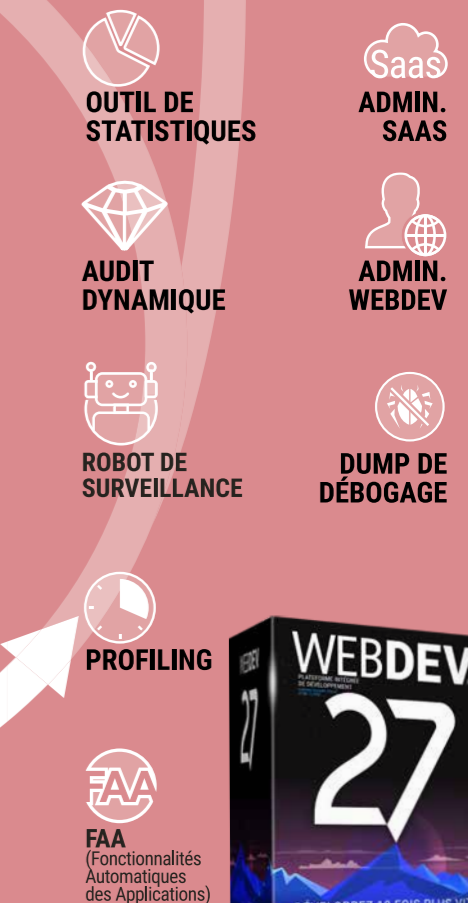 OUTIL DE
STATISTIQUES
Saas
ADMIN.
SAAS
AUDIT
DYNAMIQUE
ADMIN.
WEBDEV
ROBOT DE
SURVEILLANCE
DUMP DE
DÉBOGAGE
PROFILING
FAA
FAA
(Fonctionnalités
Automatiques
des Applications)
WEBDEV
PLATEFORME INTÉGRÉE
DE DÉVELOPPEMENT
27
WEBDEV
27